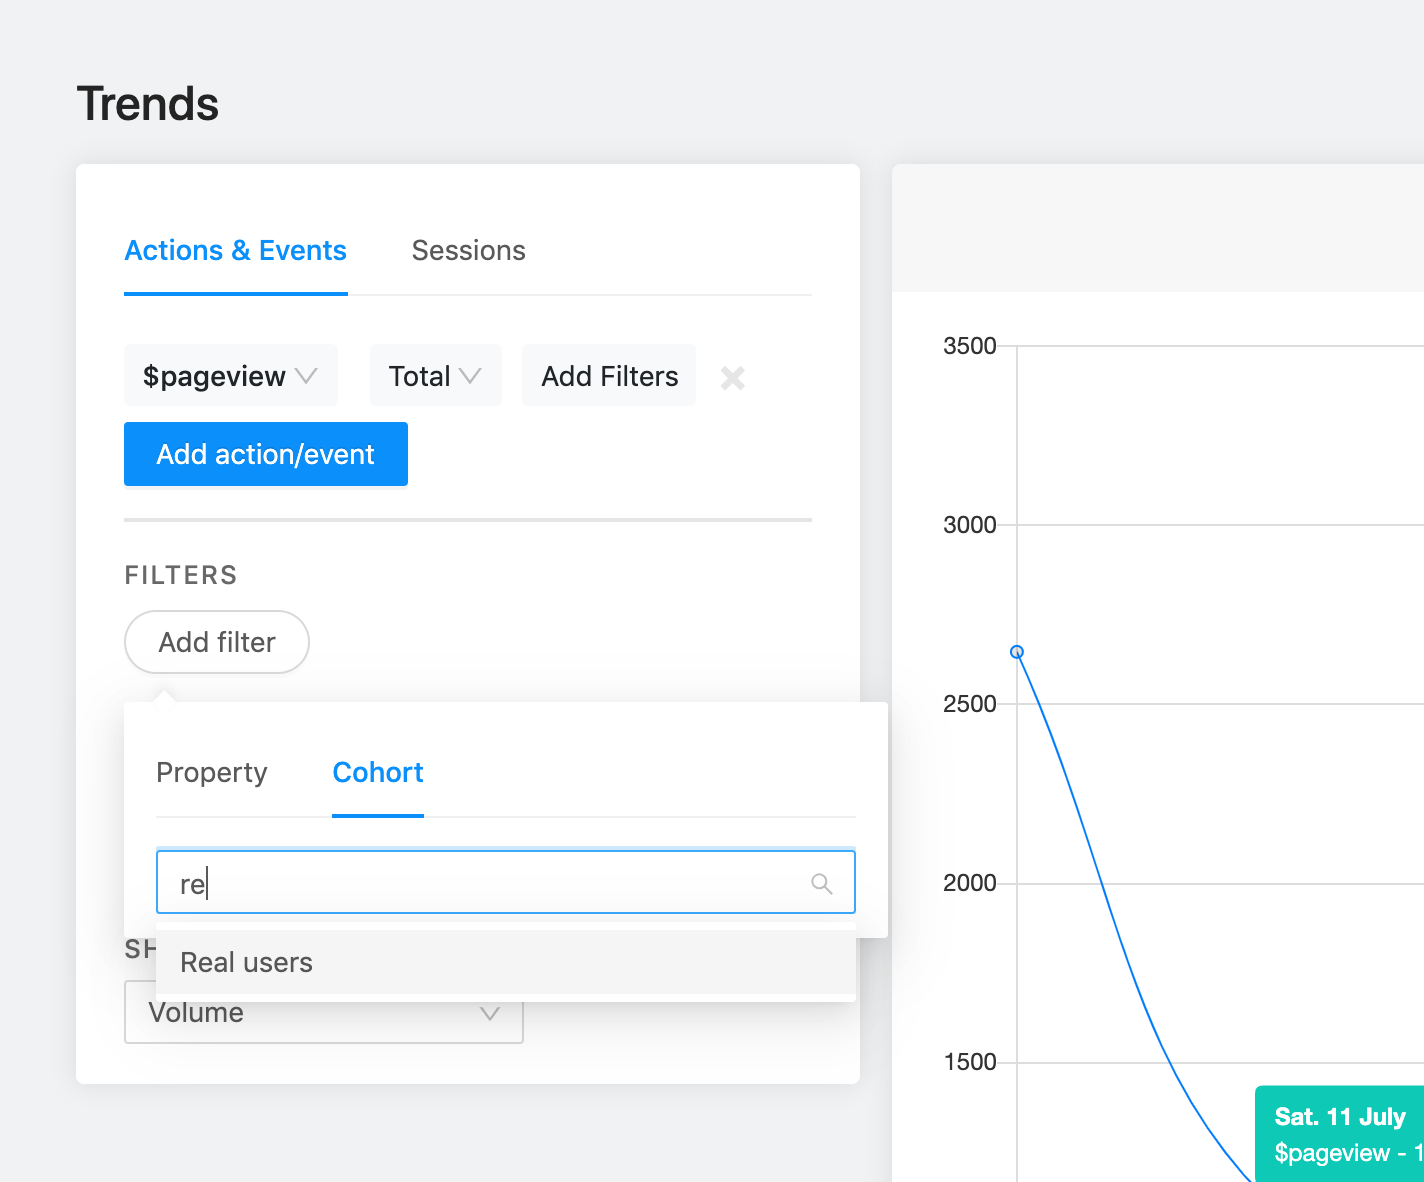 Trends
Actions & Events Sessions
$pageview Total Add Filters
Add action/event
FILTERS
Add filter
Property Cohort
re
Real users
Volume
3500
3000
2500
2000
1500
Sat. 11 July
$pageview - 1